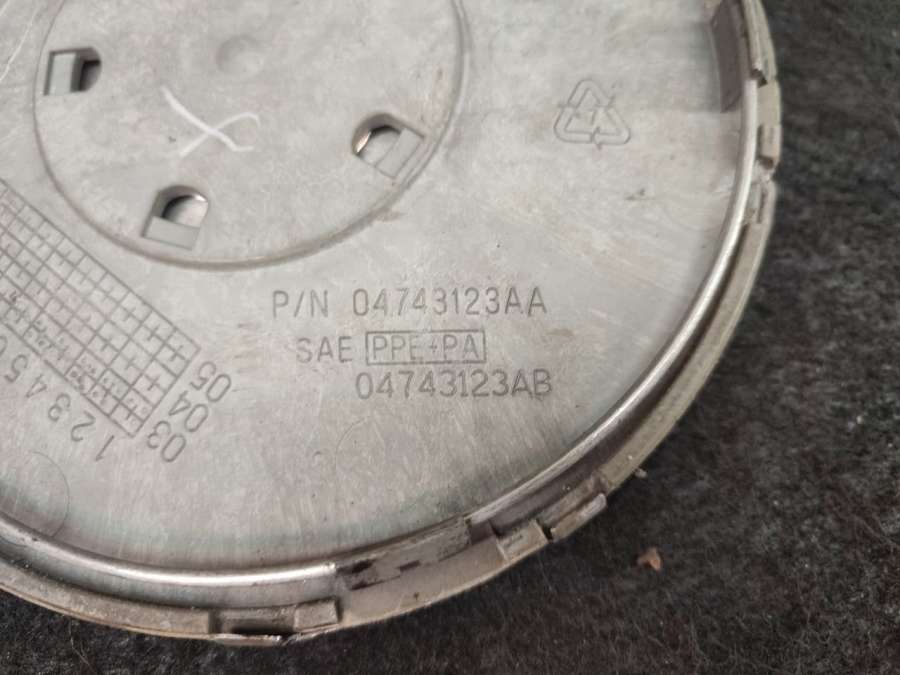 P/N 04743123AA
SAE PPE+PA
04743123AB
1 2 3 4 5
03
04
05